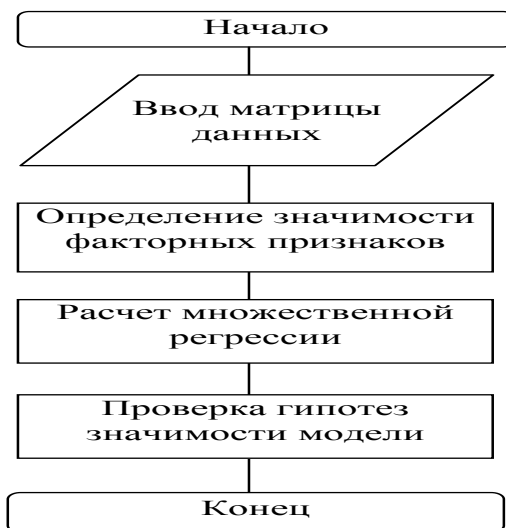 Начало
Ввод матрицы
данных
Определение значимости
факторных признаков
Расчет множественной
регрессии
Проверка гипотез
значимости модели
Конец